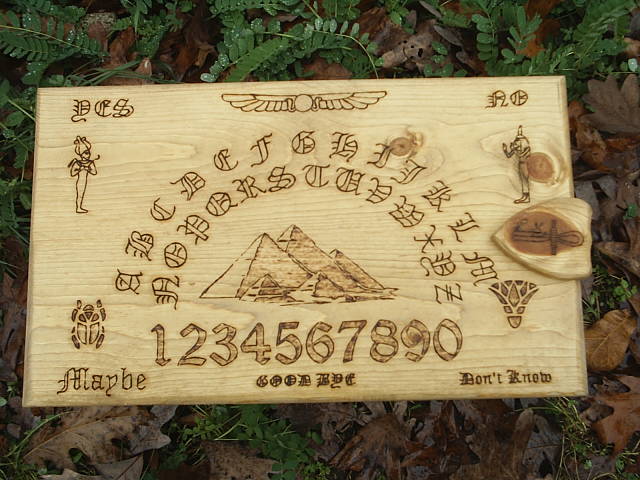 YES NO
ABCDEFGHIJKLM
NOPQRSTUVWXYZ
1234567890
Maybe GOOD BYE Don't Know